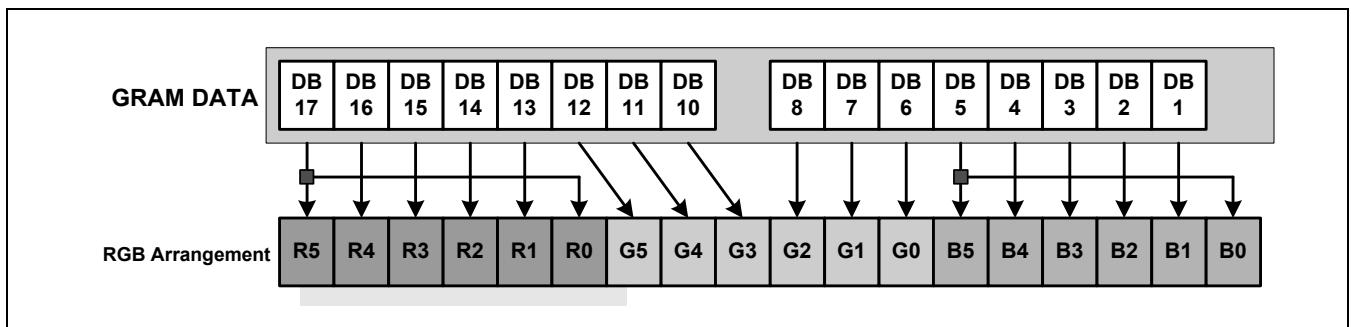 GRAM DATA
DB 17 DB 16 DB 15 DB 14 DB 13 DB 12 DB 11 DB 10 DB 8 DB 7 DB 6 DB 5 DB 4 DB 3 DB 2 DB 1
RGB Arrangement R5 R4 R3 R2 R1 R0 G5 G4 G3 G2 G1 G0 B5 B4 B3 B2 B1 B0